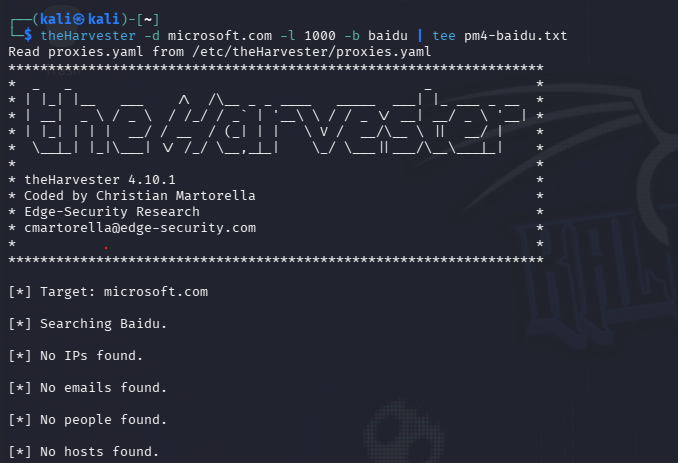 ┌──(kali㉿kali)-[~]
└─$ theHarvester -d microsoft.com -l 1000 -b baidu | tee pm4-baidu.txt
Read proxies.yaml from /etc/theHarvester/proxies.yaml
*******************************************************************
* theHarvester *
* theHarvester 4.10.1 *
* Coded by Christian Martorella *
* Edge-Security Research *
* cmartorella@edge-security.com *
* *
*******************************************************************
[*] Target: microsoft.com
[*] Searching Baidu.
[*] No IPs found.
[*] No emails found.
[*] No people found.
[*] No hosts found.